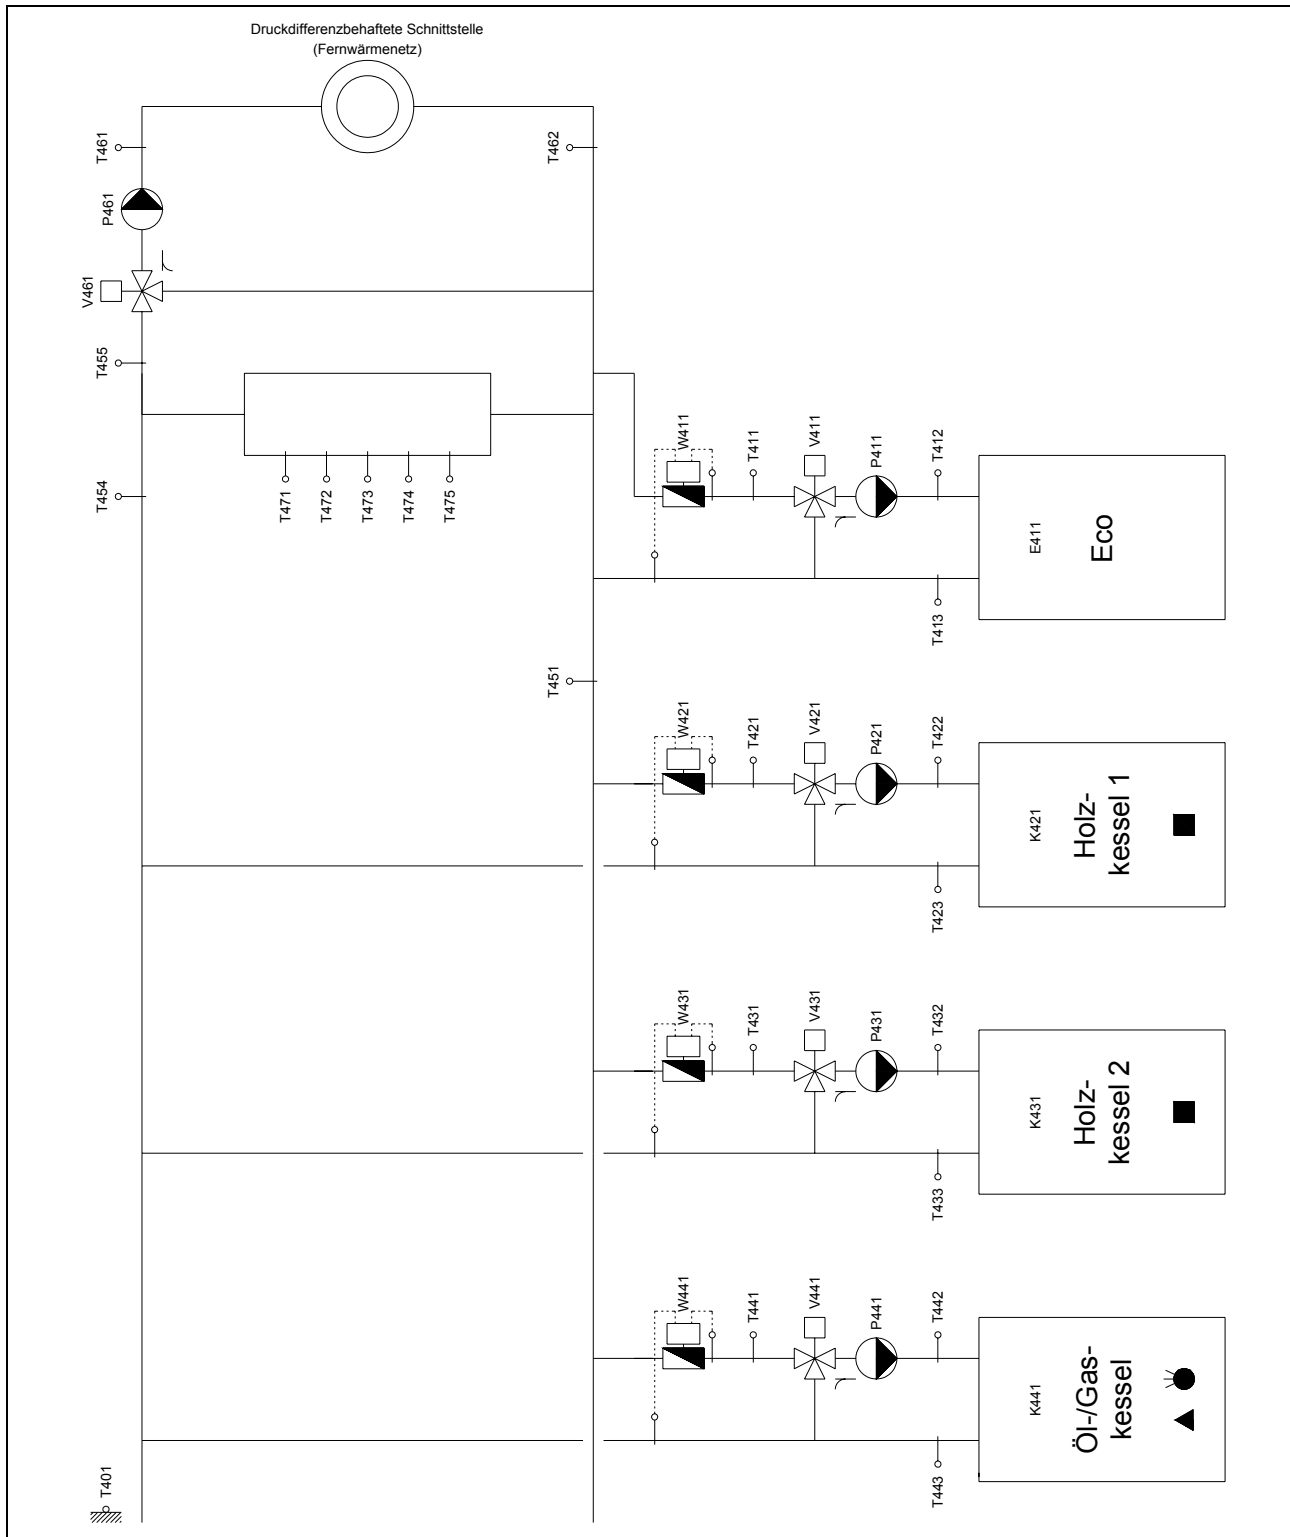 Druckdifferenzbehaftete Schnittstelle
(Fernwärmenetz)
T461
T462
P461
V461
T455
T454
T471
T472
T473
T474
T475
W411
T411
V411
P411
T412
E411
Eco
T413
T451
W421
T421
V421
P421
T422
K421
Holz-
kessel 1
T423
W431
T431
V431
P431
T432
K431
Holz-
kessel 2
T433
W441
T441
V441
P441
T442
K441
Öl-/Gas-
kessel
T443
T401